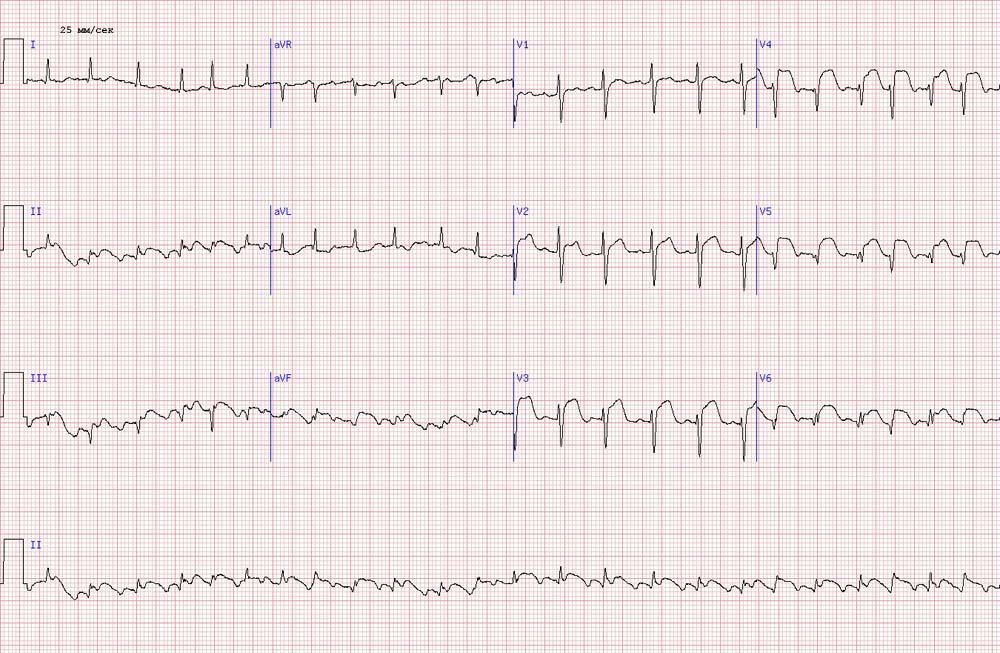 25 мм/сек
I aVR V1 V4
II aVL V2 V5
III aVF V3 V6
II